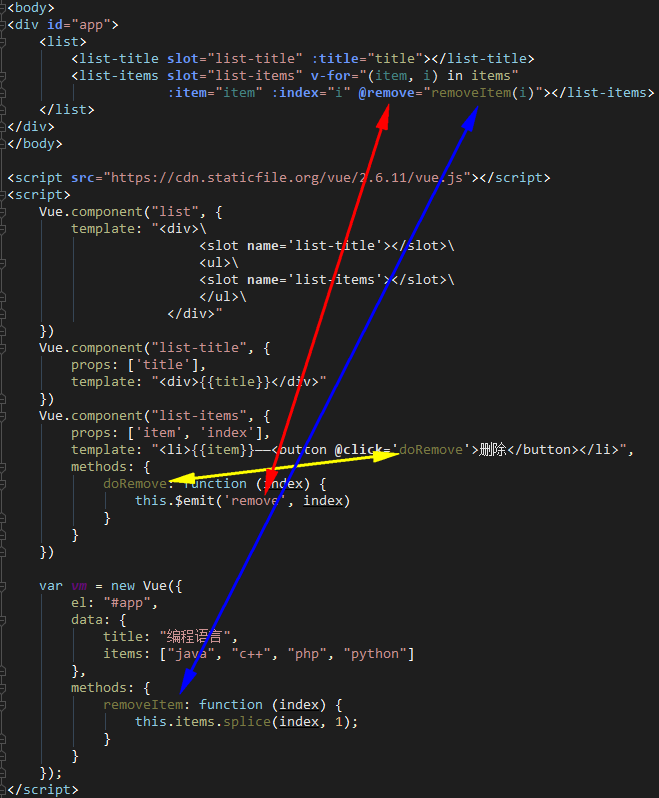 <body>
<div id="app">
    <list>
        <list-title slot="list-title" :title="title"></list-title>
        <list-items slot="list-items" v-for="(item, i) in items"
                    :item="item" :index="i" @remove="removeItem(i)"></list-items>
    </list>
</div>
</body>

<script src="https://cdn.staticfile.org/vue/2.6.11/vue.js"></script>
<script>
    Vue.component("list", {
        template: "<div>\
                        <slot name='list-title'></slot>\
                        <ul>\
                        <slot name='list-items'></slot>\
                        </ul>\
                    </div>"
    })
    Vue.component("list-title", {
        props: ['title'],
        template: "<div>{{title}}</div>"
    })
    Vue.component("list-items", {
        props: ['item', 'index'],
        template: "<li>{{item}}——<button @click='doRemove'>删除</button></li>",
        methods: {
            doRemove: function (index) {
                this.$emit('remove', index)
            }
        }
    })

    var vm = new Vue({
        el: "#app",
        data: {
            title: "编程语言",
            items: ["java", "c++", "php", "python"]
        },
        methods: {
            removeItem: function (index) {
                this.items.splice(index, 1);
            }
        }
    });
</script>